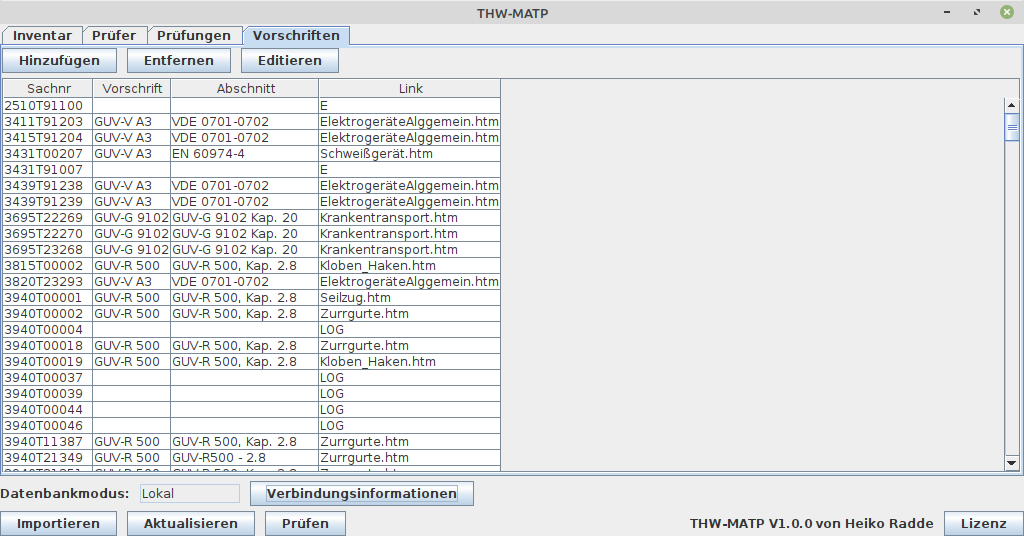 THW-MATP
Inventar Prüfer Prüfungen Vorschriften
Hinzufügen Entfernen Editieren
Sachnr Vorschrift Abschnitt Link
2510T91100 E
3411T91203 GUV-V A3 VDE 0701-0702 ElektrogeräteAlggemein.htm
3415T91204 GUV-V A3 VDE 0701-0702 ElektrogeräteAlggemein.htm
3431T00207 GUV-V A3 EN 60974-4 Schweißgerät.htm
3431T91007 E
3439T91238 GUV-V A3 VDE 0701-0702 ElektrogeräteAlggemein.htm
3439T91239 GUV-V A3 VDE 0701-0702 ElektrogeräteAlggemein.htm
3695T22269 GUV-G 9102 GUV-G 9102 Kap. 20 Krankentransport.htm
3695T22270 GUV-G 9102 GUV-G 9102 Kap. 20 Krankentransport.htm
3695T23268 GUV-G 9102 GUV-G 9102 Kap. 20 Krankentransport.htm
3815T00002 GUV-R 500 GUV-R 500, Kap. 2.8 Kloben_Haken.htm
3820T23293 GUV-V A3 VDE 0701-0702 ElektrogeräteAlggemein.htm
3940T00001 GUV-R 500 GUV-R 500, Kap. 2.8 Seilzug.htm
3940T00002 GUV-R 500 GUV-R 500, Kap. 2.8 Zurrgurte.htm
3940T00004 LOG
3940T00018 GUV-R 500 GUV-R 500, Kap. 2.8 Zurrgurte.htm
3940T00019 GUV-R 500 GUV-R 500, Kap. 2.8 Kloben_Haken.htm
3940T00037 LOG
3940T00039 LOG
3940T00044 LOG
3940T00046 LOG
3940T11387 GUV-R 500 GUV-R 500, Kap. 2.8 Zurrgurte.htm
3940T21349 GUV-R 500 GUV-R500 - 2.8 Zurrgurte.htm
Datenbankmodus: Lokal Verbindungsinformationen
Importieren Aktualisieren Prüfen THW-MATP V1.0.0 von Heiko Radde Lizenz